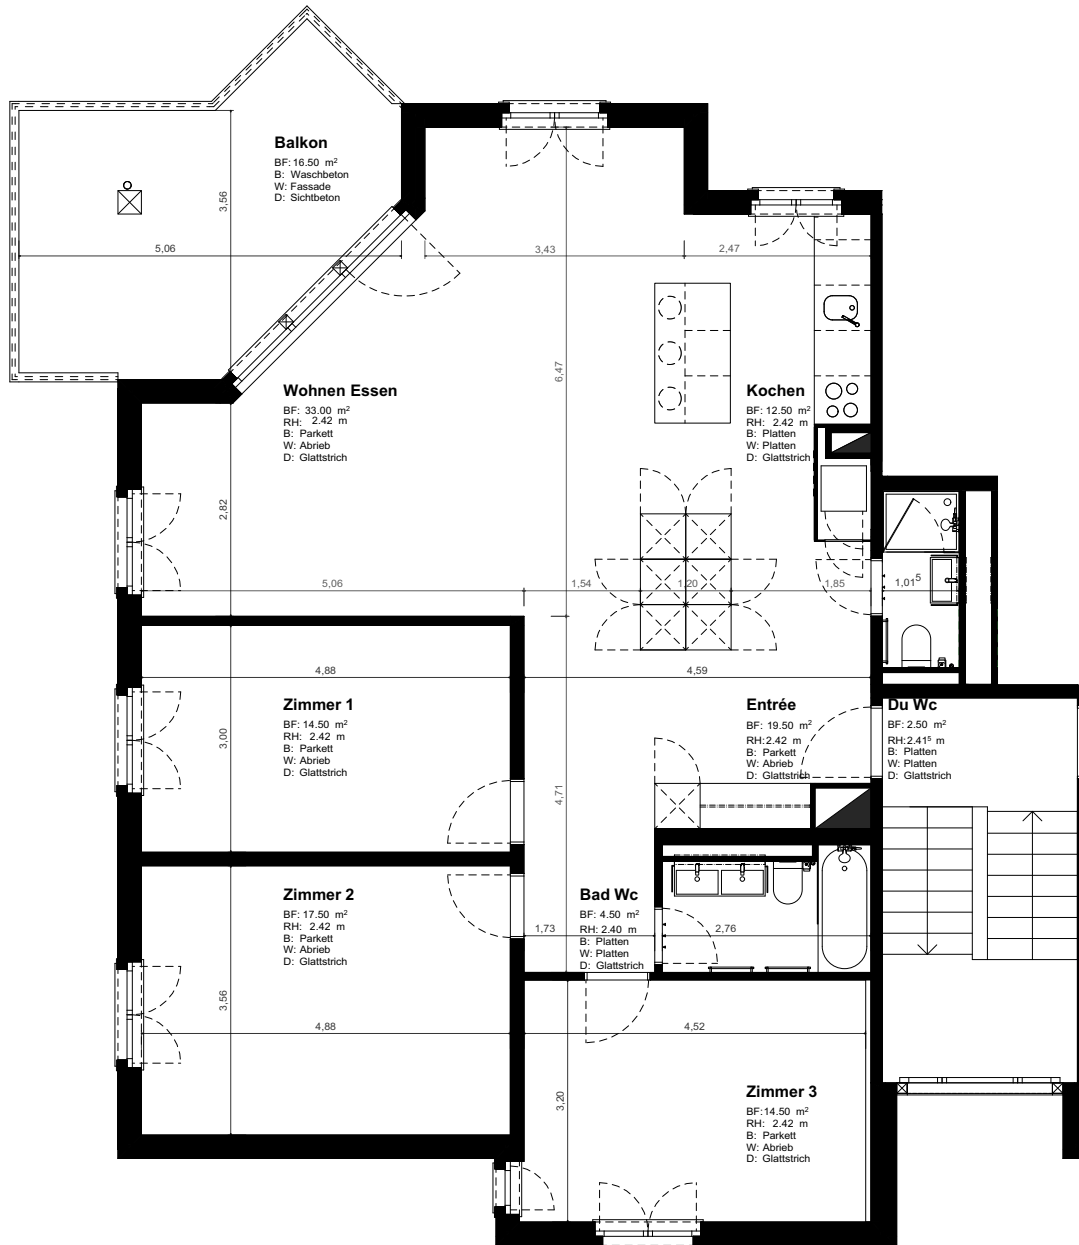 Balkon
BF: 16.50 m²
B: Waschbeton
W: Fassade
D: Sichtbeton
3,56
5,06
3,43
2,47
6,47
Wohnen Essen
BF: 33.00 m²
RH: 2.42 m
B: Parkett
W: Abrieb
D: Glattstrich
Kochen
BF: 12.50 m²
RH: 2.42 m
B: Platten
W: Platten
D: Glattstrich
2,82
5,06
1,54
1,20
1,85
1,01⁵
4,88
4,59
Zimmer 1
BF: 14.50 m²
RH: 2.42 m
B: Parkett
W: Abrieb
D: Glattstrich
3,00
Entrée
BF: 19.50 m²
RH: 2.42 m
B: Parkett
W: Abrieb
D: Glattstrich
Du Wc
BF: 2.50 m²
RH: 2.41⁵ m
B: Platten
W: Platten
D: Glattstrich
4,71
Zimmer 2
BF: 17.50 m²
RH: 2.42 m
B: Parkett
W: Abrieb
D: Glattstrich
Bad Wc
BF: 4.50 m²
RH: 2.40 m
B: Platten
W: Platten
D: Glattstrich
1,73
2,76
3,56
4,88
4,52
3,20
Zimmer 3
BF: 14.50 m²
RH: 2.42 m
B: Parkett
W: Abrieb
D: Glattstrich